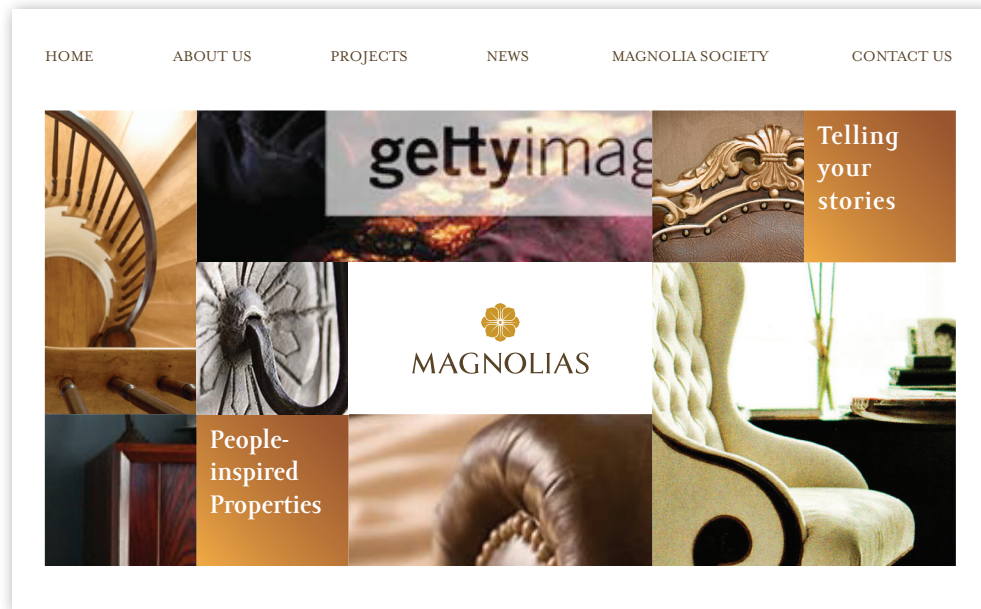 HOME ABOUT US PROJECTS NEWS MAGNOLIA SOCIETY CONTACT US
gettyimag
Telling
your
stories
MAGNOLIAS
People-
inspired
Properties